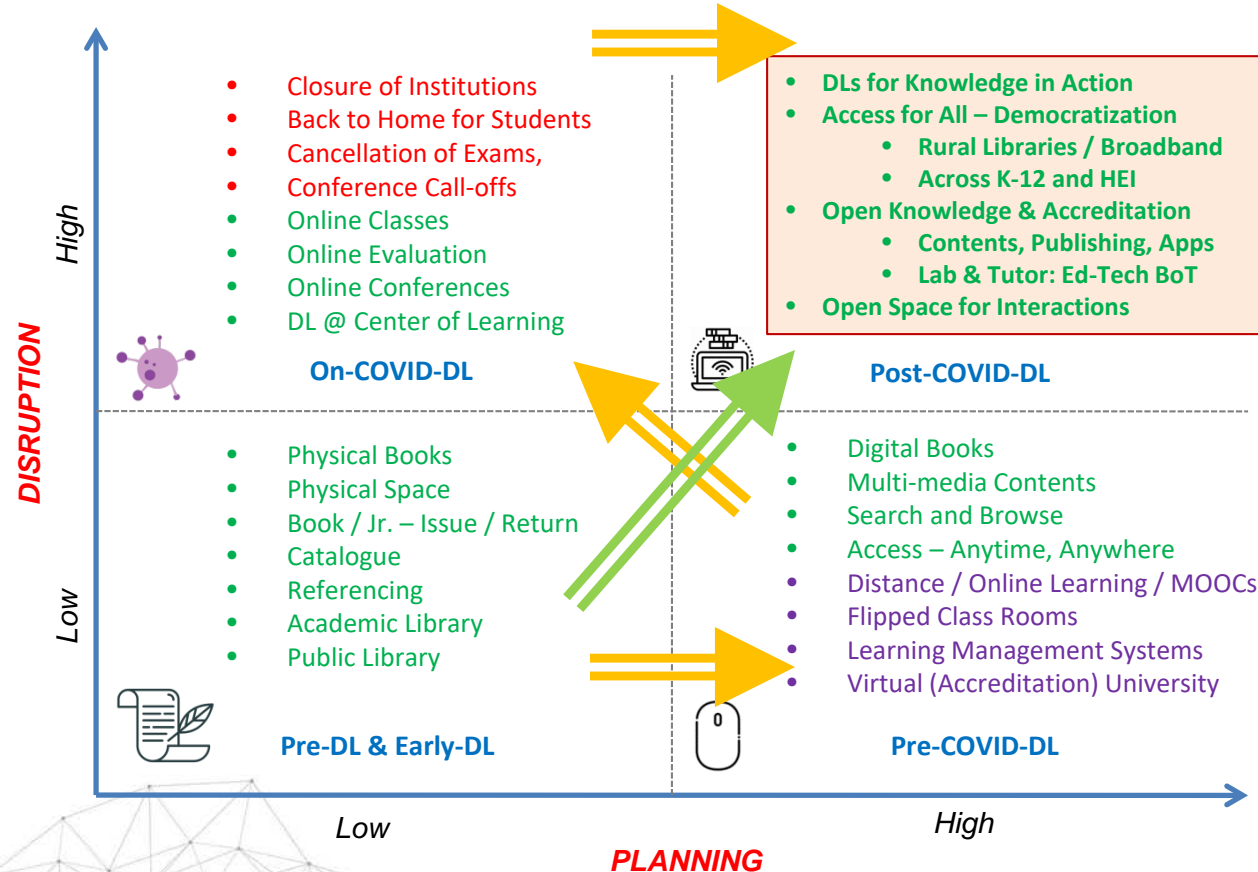 DISRUPTION
High
Low
• Closure of Institutions
• Back to Home for Students
• Cancellation of Exams,
• Conference Call-offs
• Online Classes
• Online Evaluation
• Online Conferences
• DL @ Center of Learning
On-COVID-DL
• DLs for Knowledge in Action
• Access for All – Democratization
• Rural Libraries / Broadband
• Across K-12 and HEI
• Open Knowledge & Accreditation
• Contents, Publishing, Apps
• Lab & Tutor: Ed-Tech BoT
• Open Space for Interactions
Post-COVID-DL
• Physical Books
• Physical Space
• Book / Jr. – Issue / Return
• Catalogue
• Referencing
• Academic Library
• Public Library
Pre-DL & Early-DL
• Digital Books
• Multi-media Contents
• Search and Browse
• Access – Anytime, Anywhere
• Distance / Online Learning / MOOCs
• Flipped Class Rooms
• Learning Management Systems
• Virtual (Accreditation) University
Pre-COVID-DL
Low
High
PLANNING